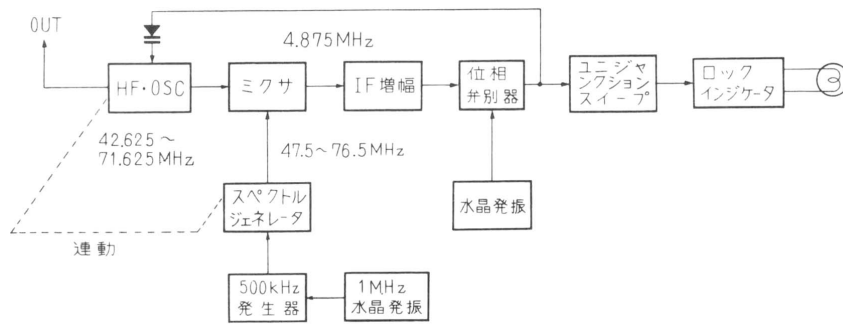 OUT
4.875MHz
HF・OSC
ミクサ
IF増幅
位相
弁別器
ユニジャ
ンクション
スイープ
ロック
インジケータ
42.625～
71.625MHz
47.5～76.5MHz
スペクトル
ジェネレータ
水晶発振
連動
500kHz
発生器
1MHz
水晶発振